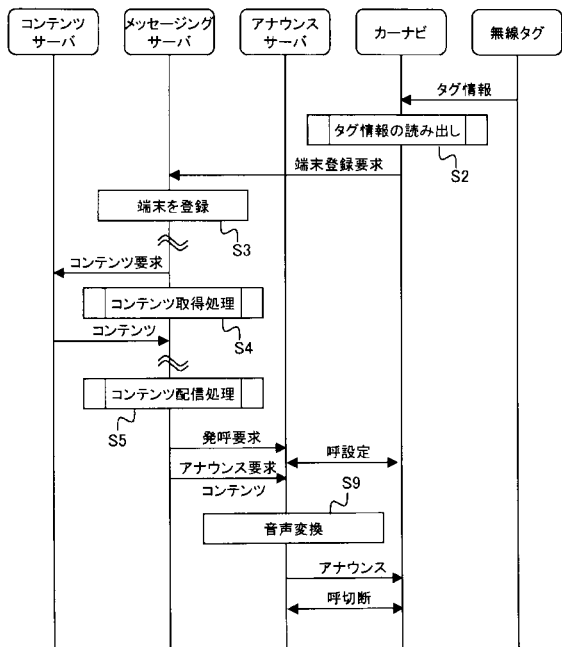 コンテンツ
サーバ
メッセージング
サーバ
アナウンス
サーバ
カーナビ
無線タグ
タグ情報
タグ情報の読み出し
S2
端末登録要求
端末を登録
S3
コンテンツ要求
コンテンツ取得処理
S4
コンテンツ
コンテンツ配信処理
S5
発呼要求
呼設定
アナウンス要求
コンテンツ
S9
音声変換
アナウンス
呼切断